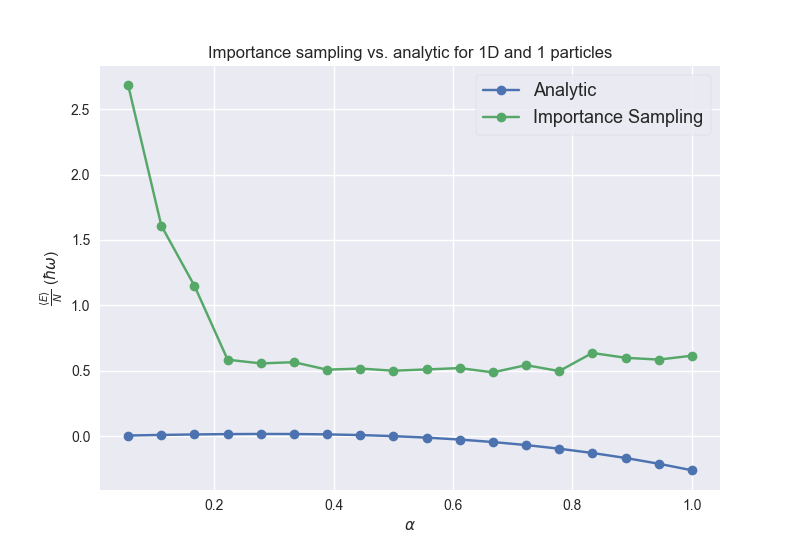 Importance sampling vs. analytic for 1D and 1 particles
Analytic
Importance Sampling
2.5
2.0
1.5
1.0
0.5
0.0
⟨E⟩/N (ħω)
0.2 0.4 0.6 0.8 1.0
α